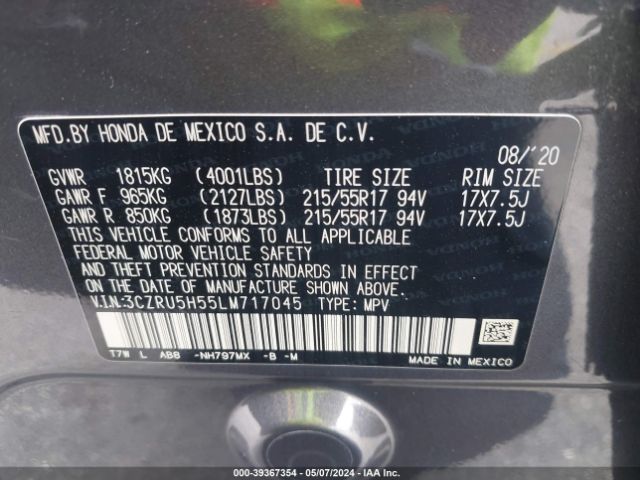 MFD.BY HONDA DE MEXICO S.A. DE C.V.
08/'20
GVWR 1815KG (4001LBS) TIRE SIZE RIM SIZE
GAWR F 965KG (2127LBS) 215/55R17 94V 17X7.5J
GAWR R 850KG (1873LBS) 215/55R17 94V 17X7.5J
THIS VEHICLE CONFORMS TO ALL APPLICABLE
FEDERAL MOTOR VEHICLE SAFETY
AND THEFT PREVENTION STANDARDS IN EFFECT
ON THE DATE OF MANUFACTURE SHOWN ABOVE.
V.I.N:3CZRU5H55LM717045 TYPE: MPV
T7W L ABB -NH797MX -B -M
MADE IN MEXICO
000-39367354 - 05/07/2024 - IAA Inc.